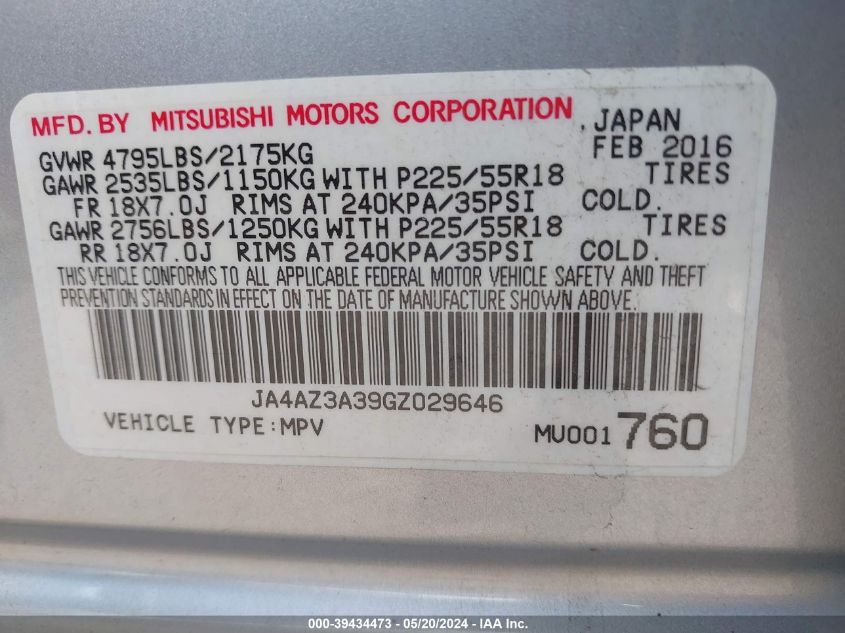 MFD. BY MITSUBISHI MOTORS CORPORATION . JAPAN
GVWR 4795LBS/2175KG FEB 2016
GAWR 2535LBS/1150KG WITH P225/55R18 TIRES
FR 18X7.0J RIMS AT 240KPA/35PSI COLD.
GAWR 2756LBS/1250KG WITH P225/55R18 TIRES
RR 18X7.0J RIMS AT 240KPA/35PSI COLD.
THIS VEHICLE CONFORMS TO ALL APPLICABLE FEDERAL MOTOR VEHICLE SAFETY AND THEFT
PREVENTION STANDARDS IN EFFECT ON THE DATE OF MANUFACTURE SHOWN ABOVE.
JA4AZ3A39GZ029646
VEHICLE TYPE:MPV MU001 760
000-39434473 - 05/20/2024 - IAAI Inc.